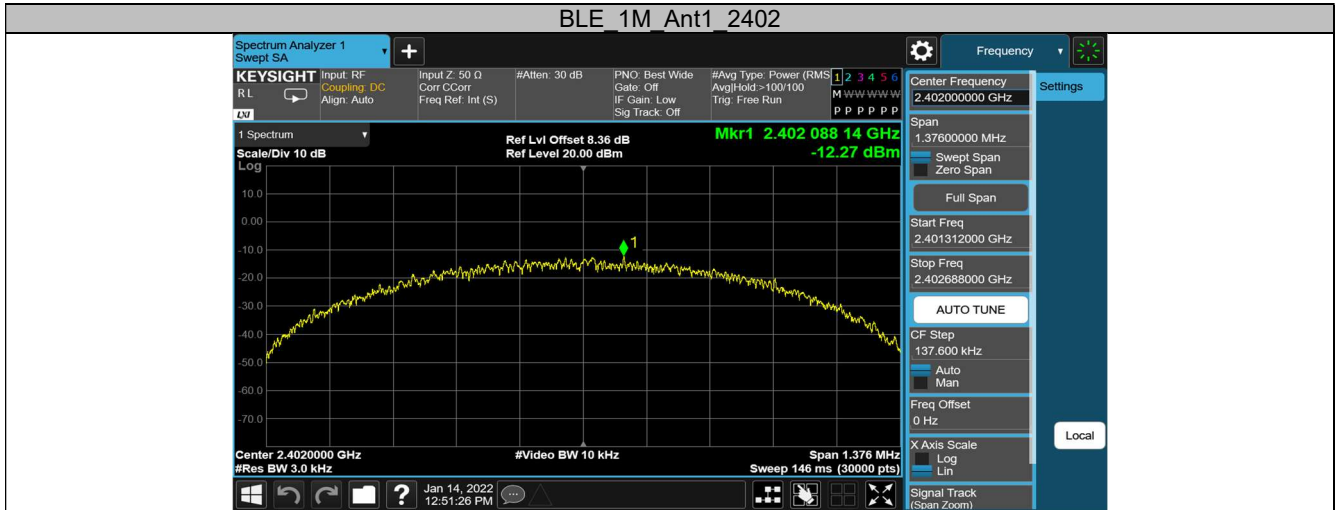 BLE_1M_Ant1_2402
Spectrum Analyzer 1
Swept SA
+
Frequency
KEYSIGHT
RL
LXI
Input: RF
Coupling: DC
Align: Auto
Input Z: 50 Ω
Corr CCorr
Freq Ref: Int (S)
#Atten: 30 dB
PNO: Best Wide
Gate: Off
IF Gain: Low
Sig Track: Off
#Avg Type: Power (RMS
Avg|Hold:>100/100
Trig: Free Run
1 2 3 4 5 6
M W W W W W
P P P P P P
1 Spectrum
Scale/Div 10 dB
Log
Ref Lvl Offset 8.36 dB
Ref Level 20.00 dBm
Mkr1 2.402 088 14 GHz
-12.27 dBm
10.0
0.00
-10.0
-20.0
-30.0
-40.0
-50.0
-60.0
-70.0
1
Center 2.4020000 GHz
#Res BW 3.0 kHz
#Video BW 10 kHz
Span 1.376 MHz
Sweep 146 ms (30000 pts)
Center Frequency
2.402000000 GHz
Span
1.37600000 MHz
Swept Span
Zero Span
Full Span
Start Freq
2.401312000 GHz
Stop Freq
2.402688000 GHz
AUTO TUNE
CF Step
137.600 kHz
Auto
Man
Freq Offset
0 Hz
X Axis Scale
Log
Lin
Signal Track
(Span Zoom)
Settings
Local
?
Jan 14, 2022
12:51:26 PM